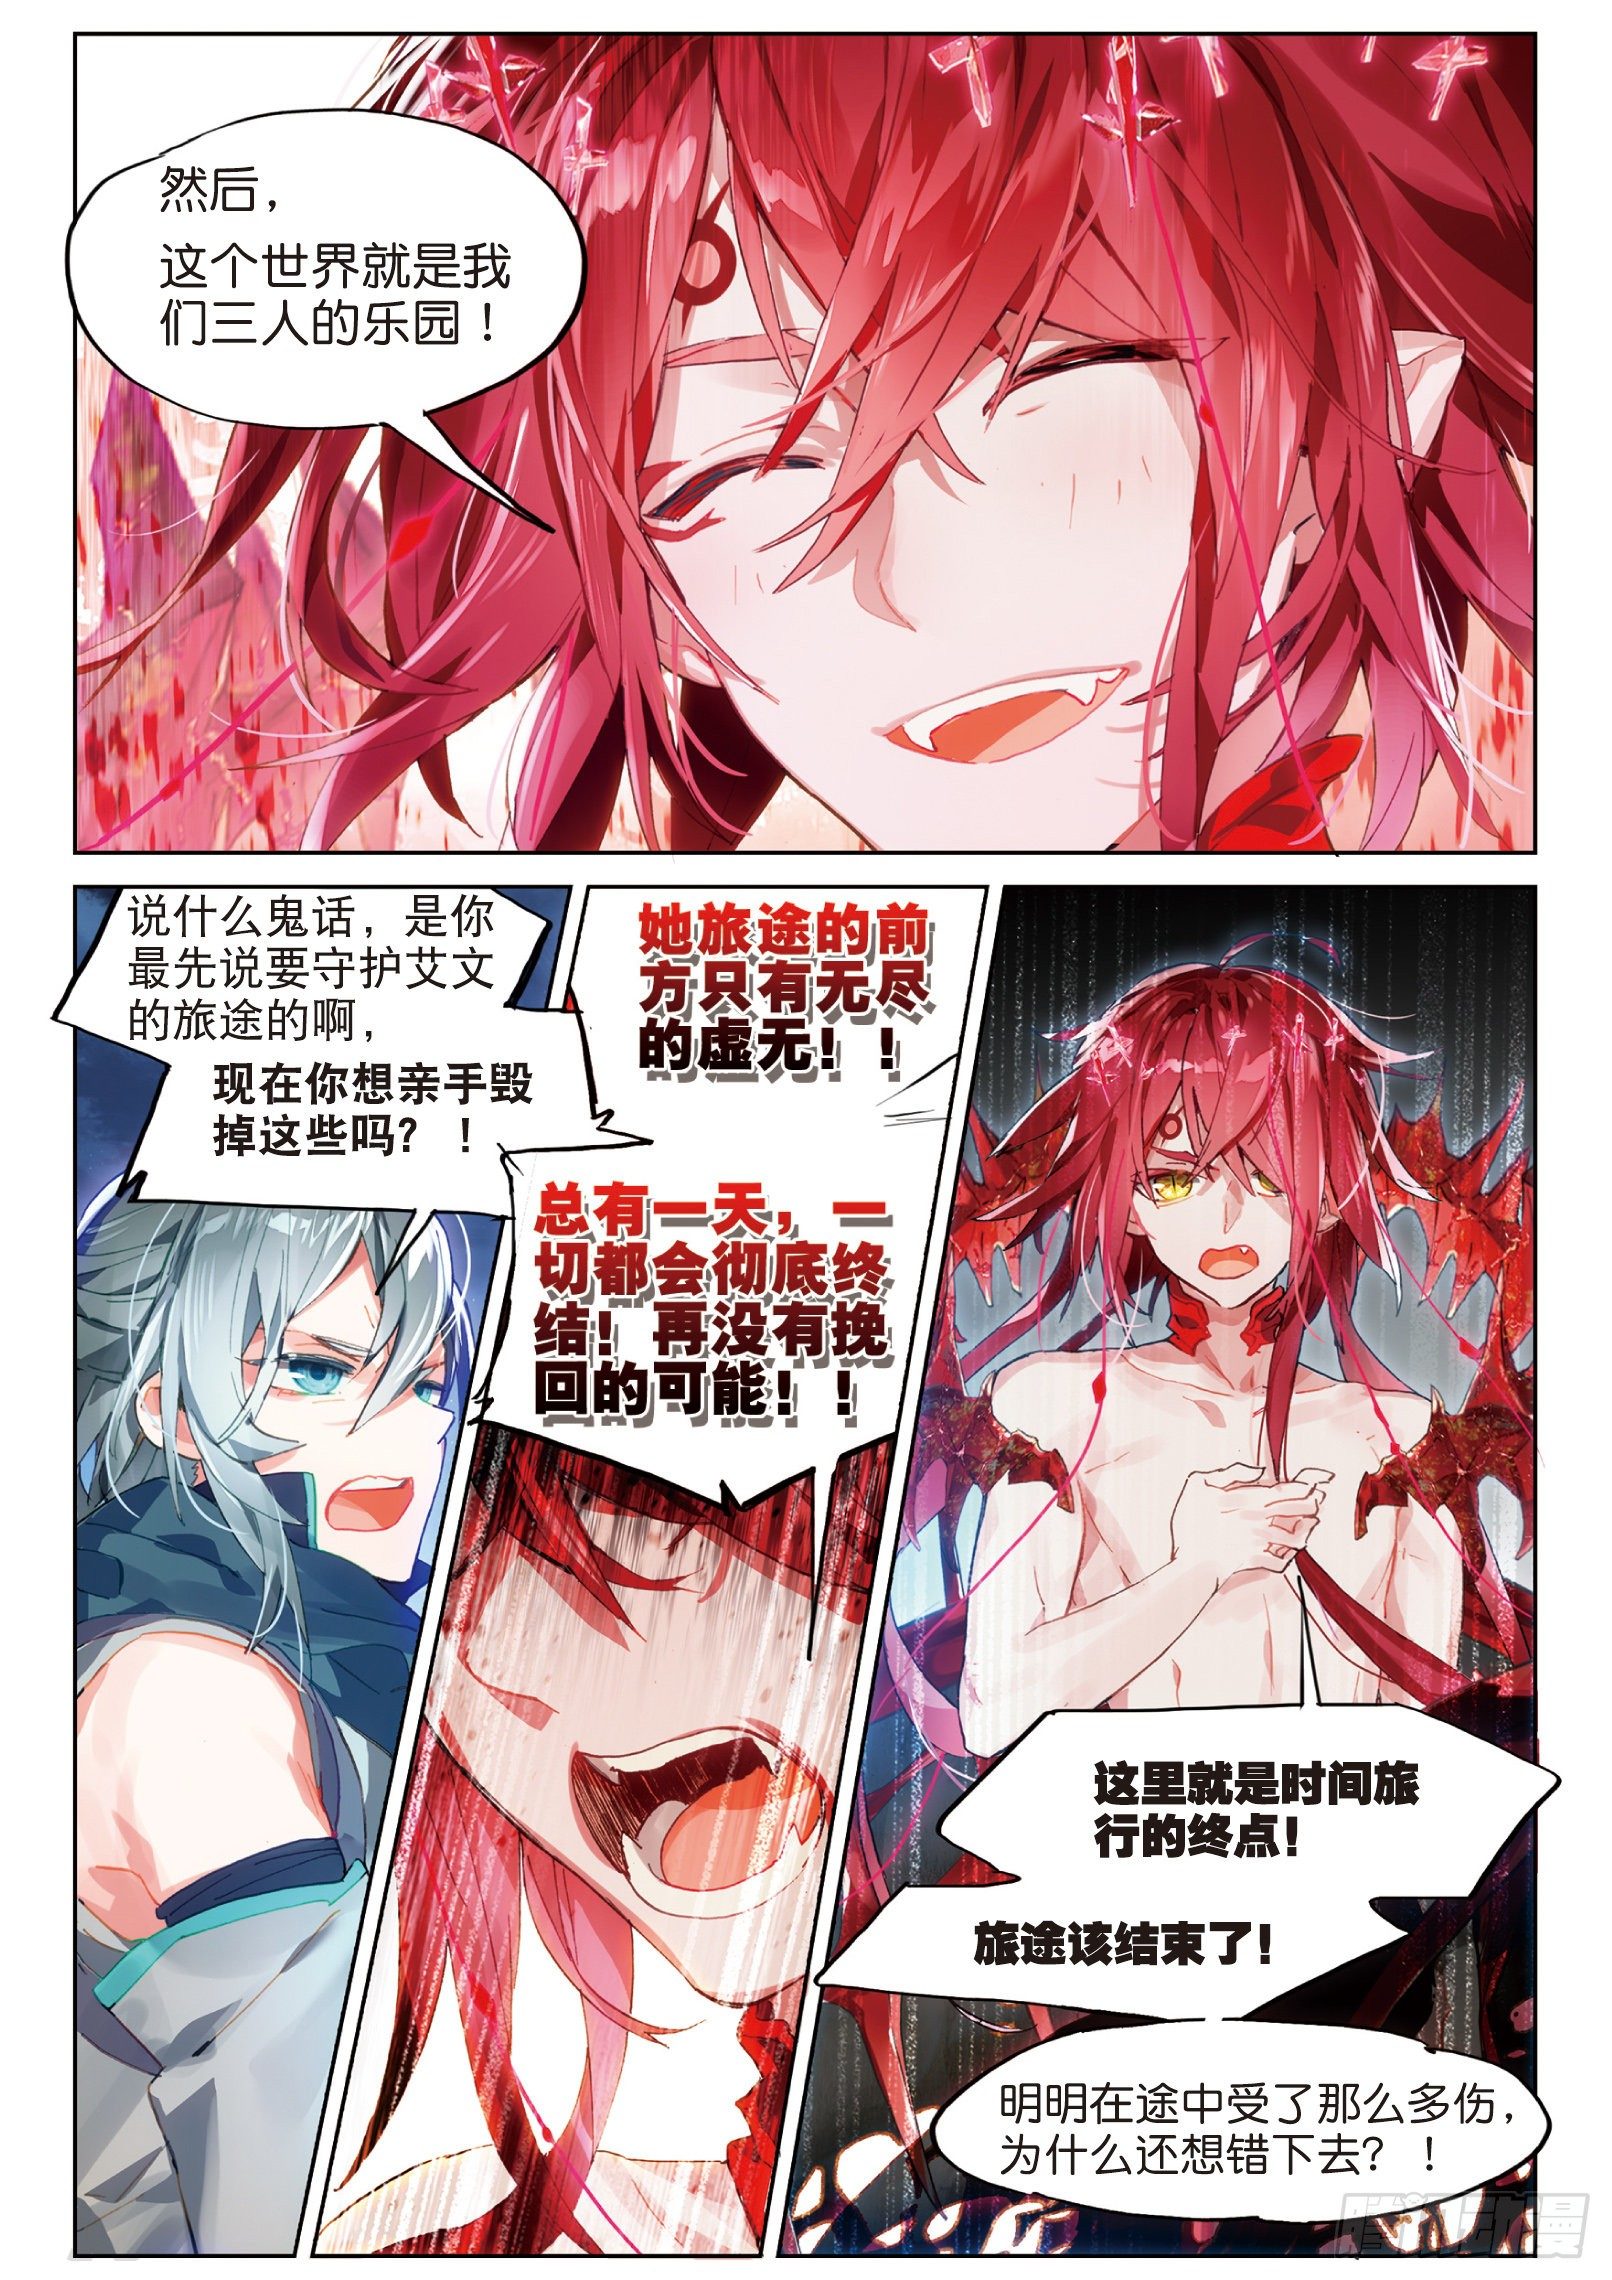 然后，
这个世界就是我
们三人的乐园！
说什么鬼话，是你
最先说要守护艾文
的旅途的啊，
现在你想亲手毁
掉这些吗？！
她旅途的前
方只有无尽
的虚无！！
总有一天，一
切都会彻底终
结！再没有挽
回的可能！！
这里就是时间旅
行的终点！
旅途该结束了！
明明在途中受了那么多伤，
为什么还想错下去？！
腾讯动漫